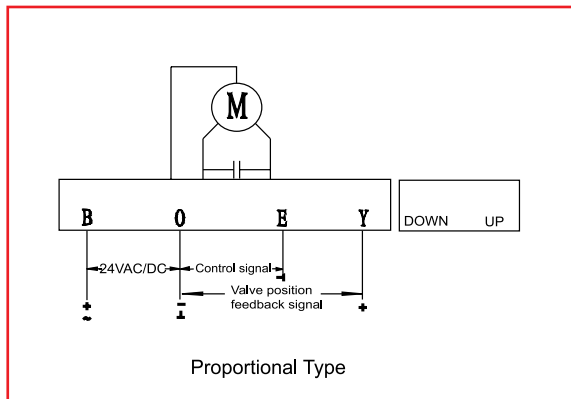 M
B O E Y
DOWN UP
24VAC/DC Control signal
Valve position
feedback signal
+ - +
~ ⊥
Proportional Type